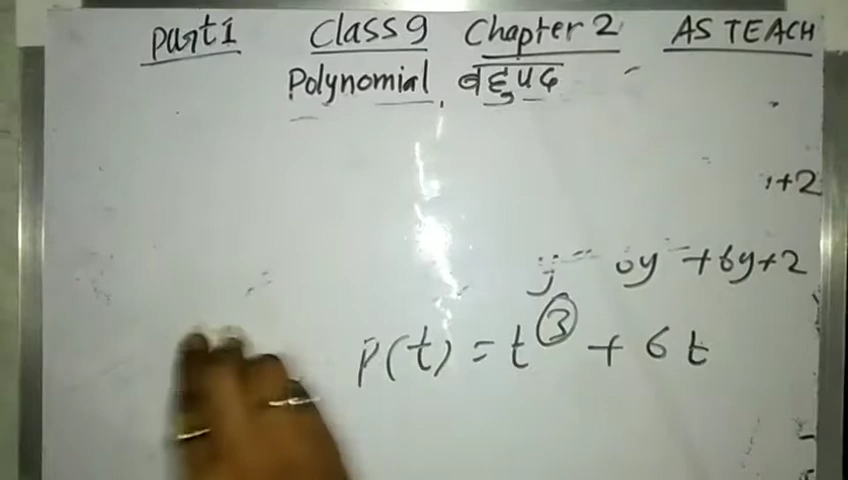 Part1 Class 9 Chapter 2 AS TEACH
Polynomial बहुपद
+2
y + 6y + 2
P(t) = t³ + 6t